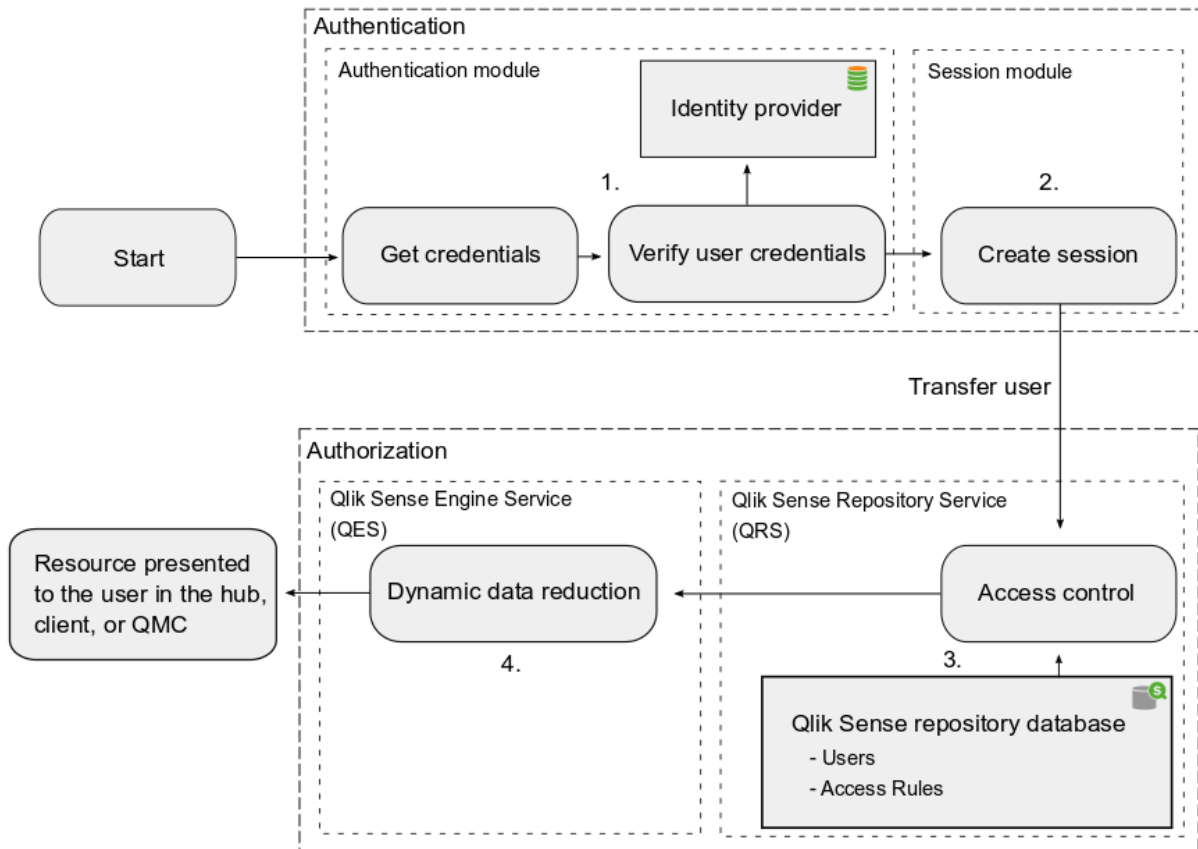 Authentication
Authentication module
Session module
Identity provider
1.
2.
Start
Get credentials
Verify user credentials
Create session
Transfer user
Authorization
Qlik Sense Engine Service
(QES)
Qlik Sense Repository Service
(QRS)
Resource presented
to the user in the hub,
client, or QMC
Dynamic data reduction
Access control
4.
3.
S
Qlik Sense repository database
- Users
- Access Rules